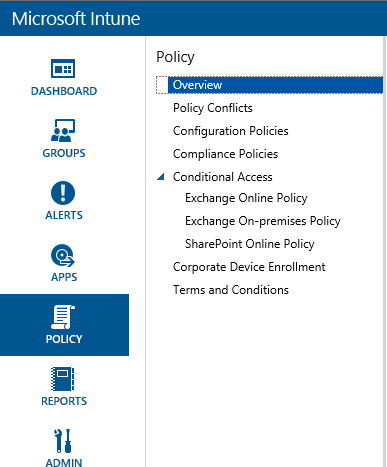 Microsoft Intune
DASHBOARD
GROUPS
ALERTS
APPS
POLICY
REPORTS
ADMIN
Policy
Overview
Policy Conflicts
Configuration Policies
Compliance Policies
Conditional Access
Exchange Online Policy
Exchange On-premises Policy
SharePoint Online Policy
Corporate Device Enrollment
Terms and Conditions